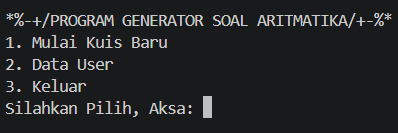 *%-+/PROGRAM GENERATOR SOAL ARITMATIKA/+-%*
1. Mulai Kuis Baru
2. Data User
3. Keluar
Silahkan Pilih, Aksa: